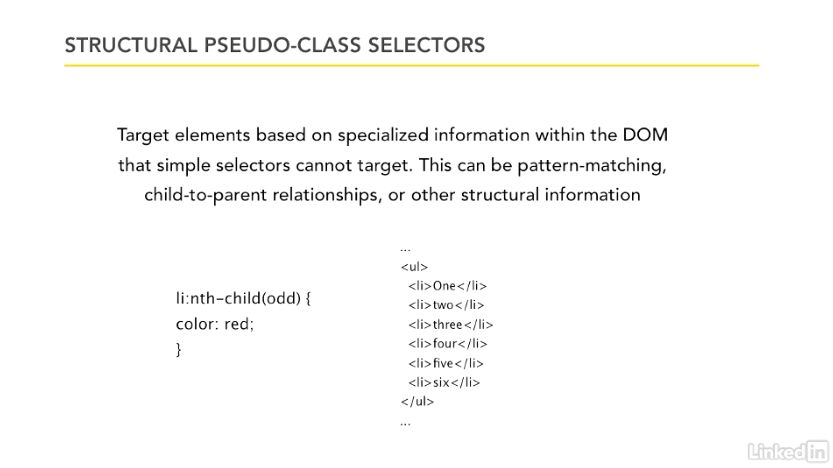 STRUCTURAL PSEUDO-CLASS SELECTORS
Target elements based on specialized information within the DOM
that simple selectors cannot target. This can be pattern-matching,
child-to-parent relationships, or other structural information
li:nth-child(odd) {
color: red;
}
...
<ul>
<li>One</li>
<li>two</li>
<li>three</li>
<li>four</li>
<li>five</li>
<li>six</li>
</ul>
...
Linked in